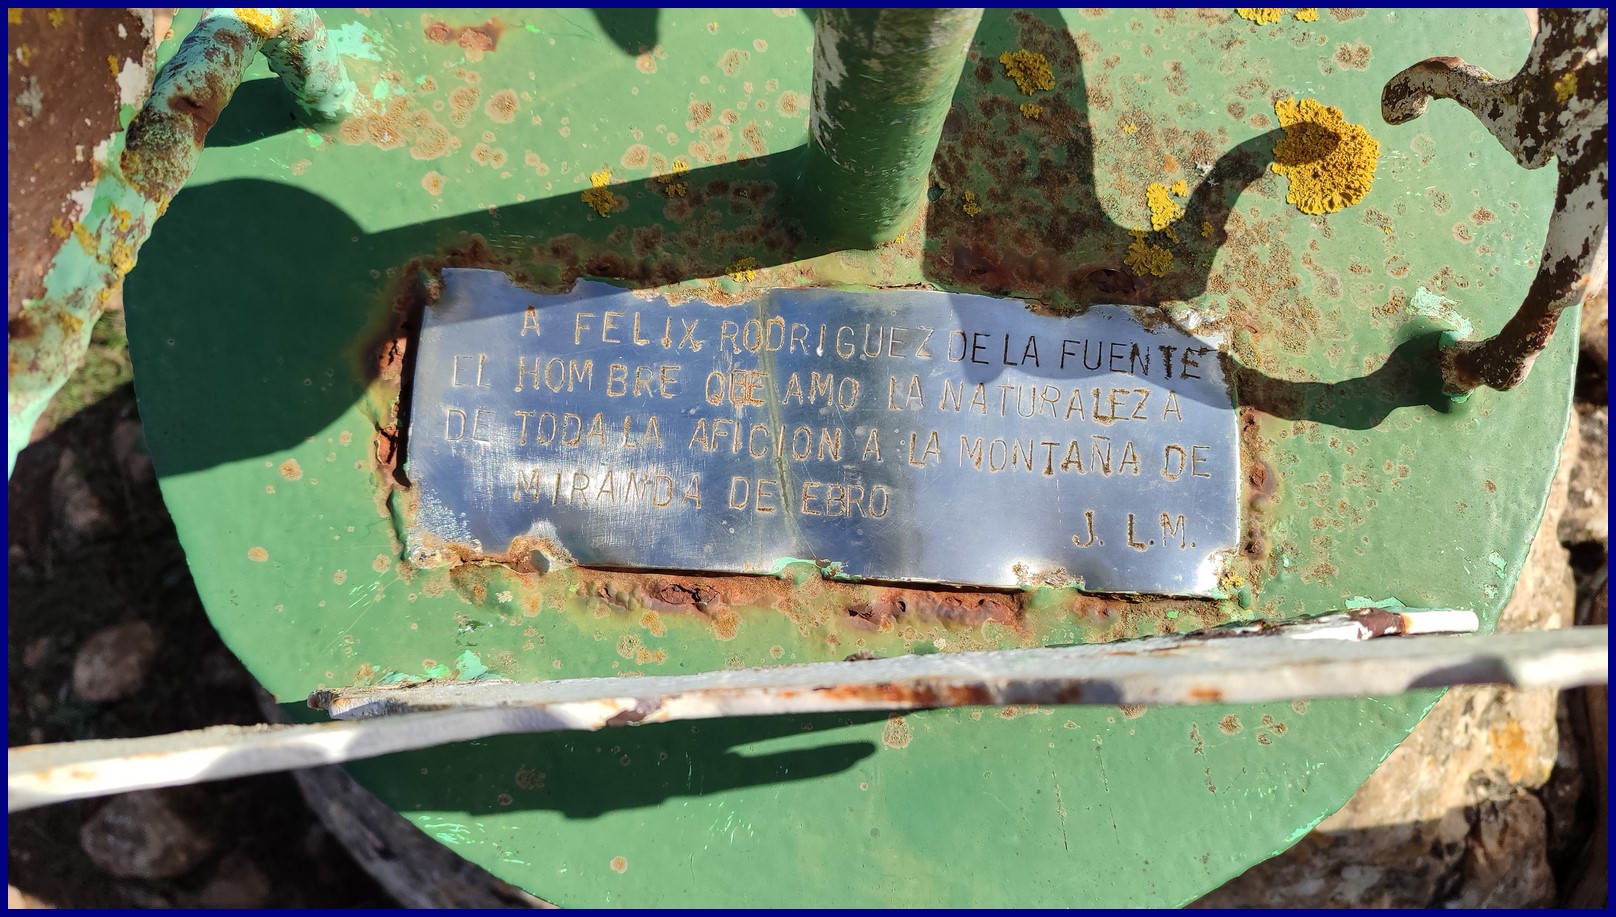 A FELIX RODRIGUEZ DE LA FUENTE
EL HOMBRE QUE AMO LA NATURALEZA
DE TODA LA AFICION A LA MONTAÑA DE
MIRANDA DE EBRO
J. L.M.